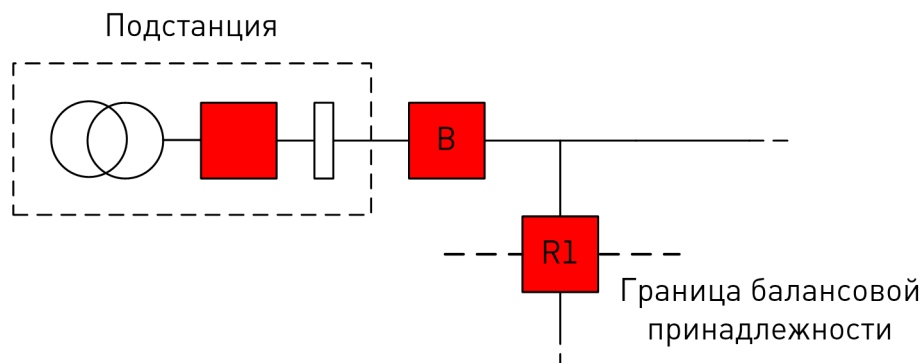 Подстанция
B
R1
Граница балансовой
принадлежности